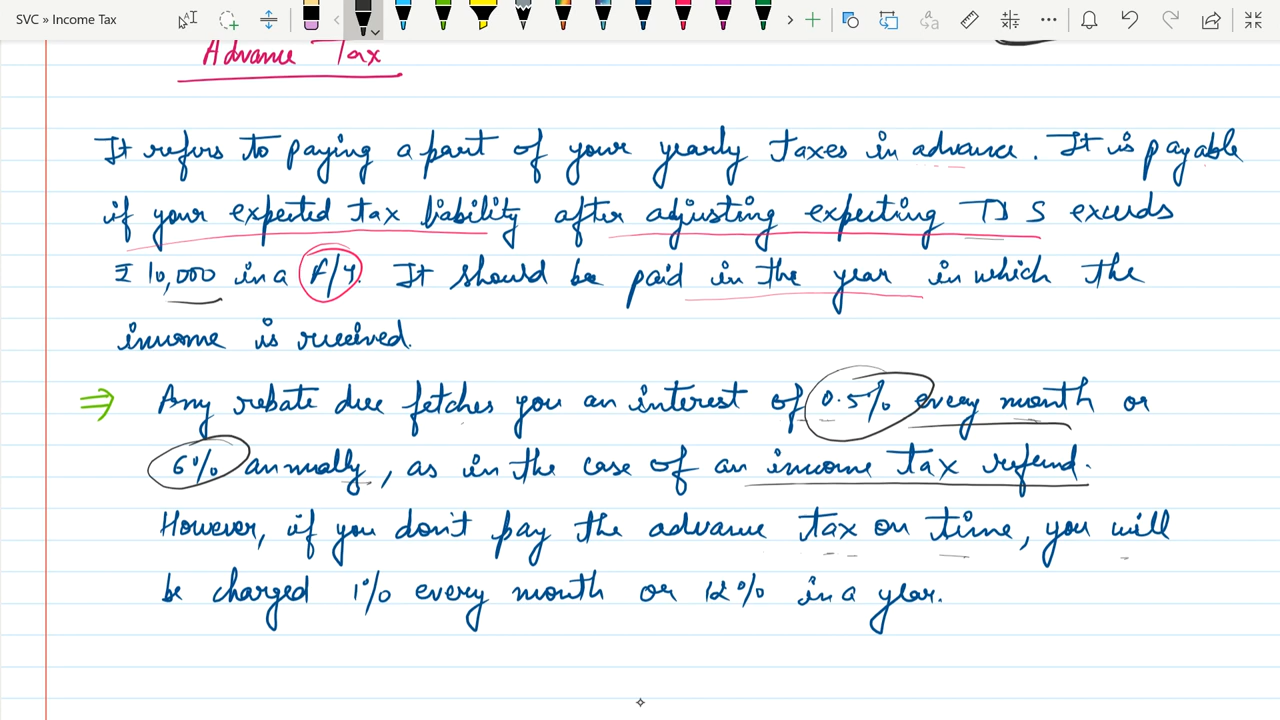 SVC » Income Tax
Advance Tax
It refers to paying a part of your yearly taxes in advance. It is payable
if your expected tax liability after adjusting expecting TDS exceeds
₹ 10,000 in a F/Y. It should be paid in the year in which the
income is received.
⇒ Any rebate due fetches you an interest of 0.5% every month or
6% annually, as in the case of an income tax refund.
However, if you don't pay the advance tax on time, you will
be charged 1% every month or 12% in a year.